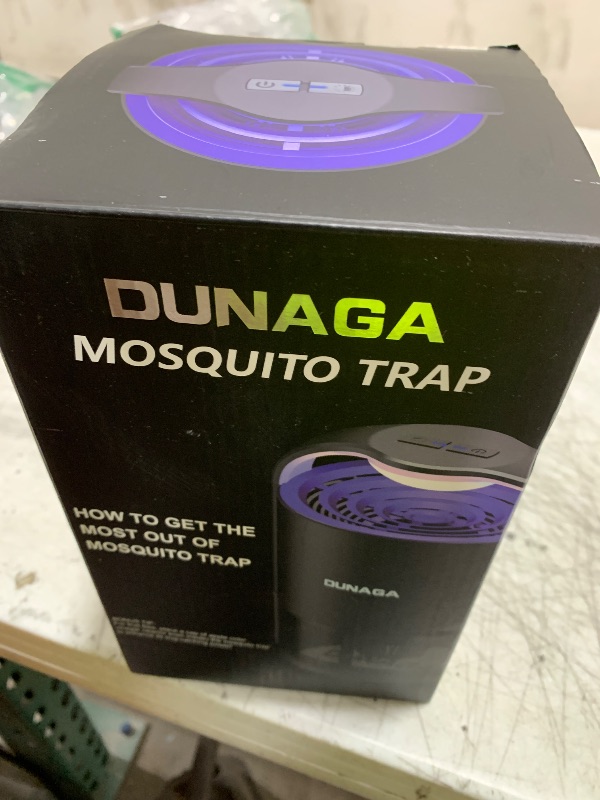 DUNAGA
MOSQUITO TRAP
HOW TO GET THE
MOST OUT OF
MOSQUITO TRAP
DUNAGA